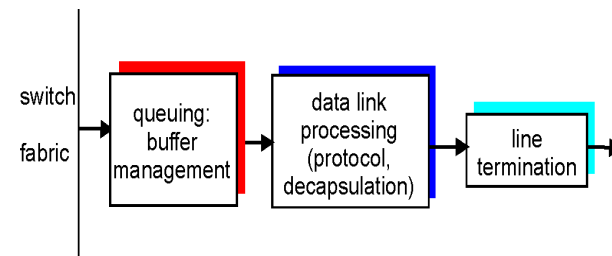 switch
fabric
queuing:
buffer
management
data link
processing
(protocol,
decapsulation)
line
termination